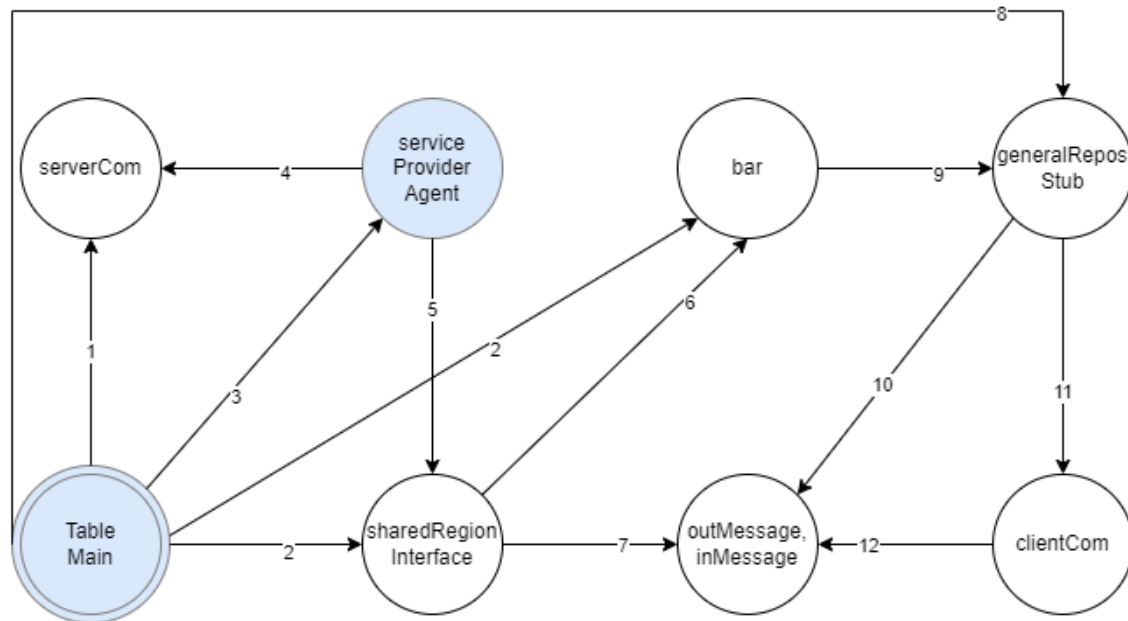 8
serverCom
4
service
Provider
Agent
bar
9
generalRepos
Stub
1
3
5
2
6
10
11
Table
Main
2
sharedRegion
Interface
7
outMessage,
inMessage
12
clientCom